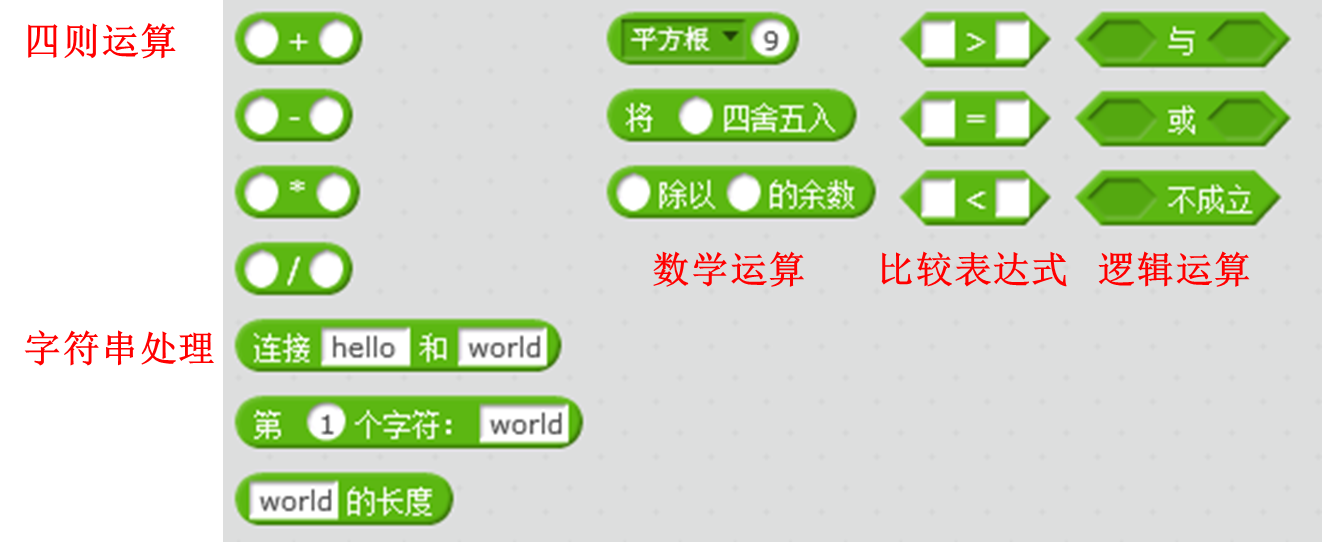 四则运算
+
-
*
/
平方根 9
将 四舍五入
除以 的余数
数学运算
>
=
<
比较表达式
与
或
不成立
逻辑运算
字符串处理
连接 hello 和 world
第 1 个字符： world
world 的长度